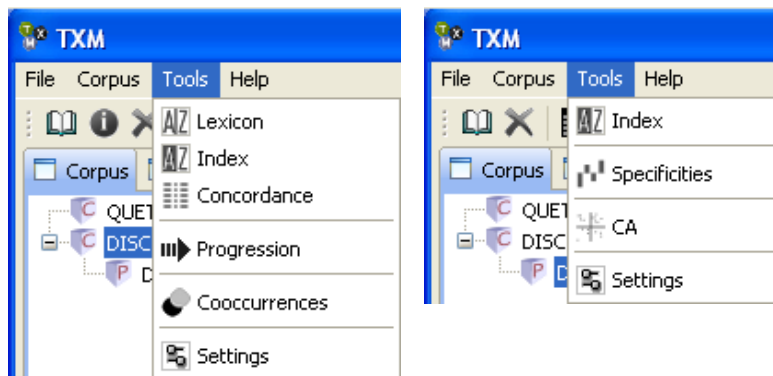 TXM
File Corpus Tools Help
Lexicon
Index
Corpus
Concordance
QUET
DISC
Progression
P
Cooccurrences
Settings
TXM
File Corpus Tools Help
Index
Corpus
Specificities
QUET
DISC
CA
P
Settings